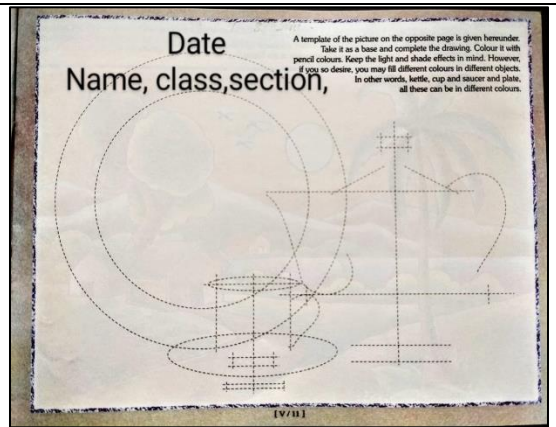 Date
Name, class,section,
A template of the picture on the opposite page is given hereunder.
Take it as a base and complete the drawing. Colour it with
pencil colours. Keep the light and shade effects in mind. However,
if you so desire, you may fill different colours in different objects.
In other words, kettle, cup and saucer and plate,
all these can be in different colours.
[V/11]